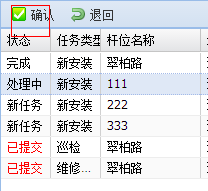 确认 退回
状态 任务类型 杆位名称
完成 新安装 翠柏路
处理中 新安装 111
新任务 新安装 222
新任务 新安装 333
已提交 巡检 翠柏路
已提交 维修... 翠柏路